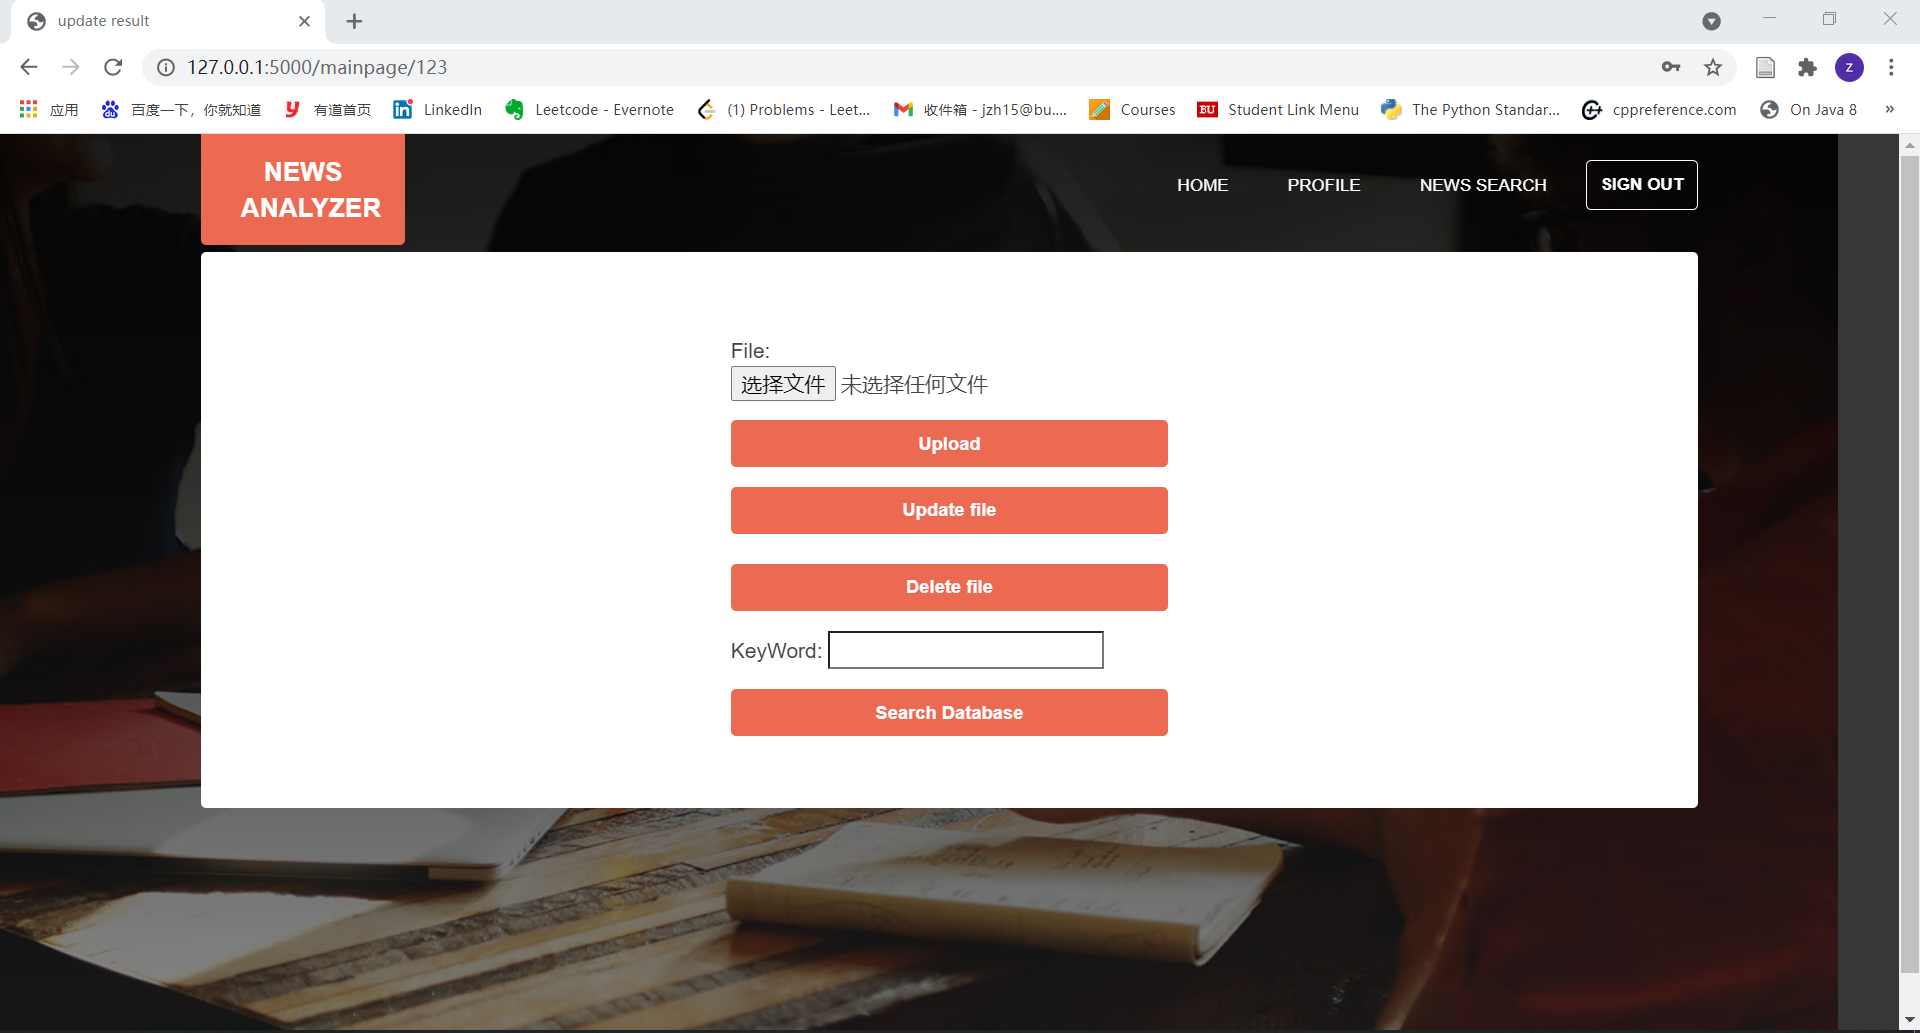 update result
127.0.0.1:5000/mainpage/123
z
应用 百度一下，你就知道 有道首页 LinkedIn Leetcode - Evernote (1) Problems - Leet... 收件箱 - jzh15@bu.... Courses BU Student Link Menu The Python Standar... cppreference.com On Java 8 »
NEWS
ANALYZER
HOME PROFILE NEWS SEARCH SIGN OUT
File:
选择文件 未选择任何文件
Upload
Update file
Delete file
KeyWord:
Search Database